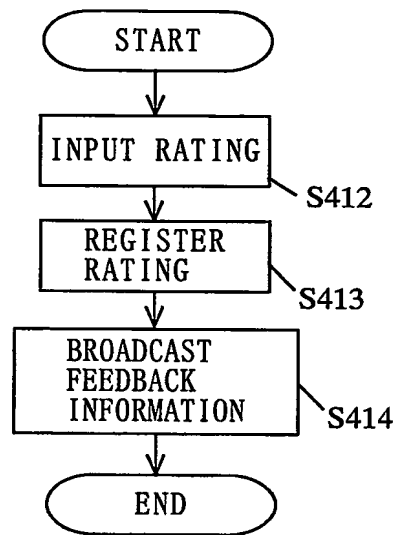 START
INPUT RATING
S412
REGISTER
RATING
S413
BROADCAST
FEEDBACK
INFORMATION
S414
END